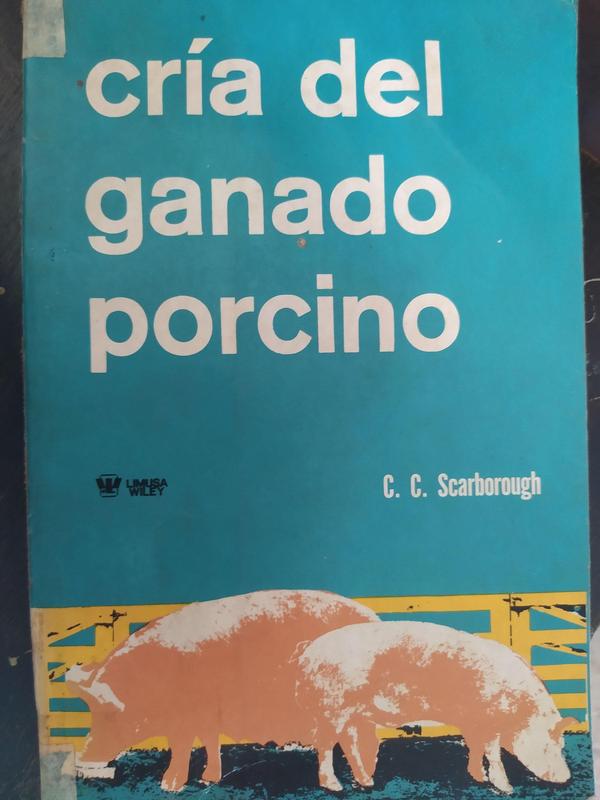 cría del
ganado
porcino
LIMUSA
WILEY
C. C. Scarborough